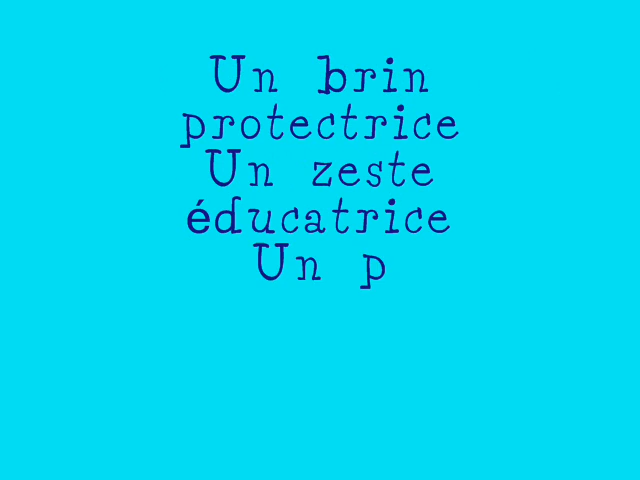 Un brin
protectrice
Un zeste
éducatrice
Un p